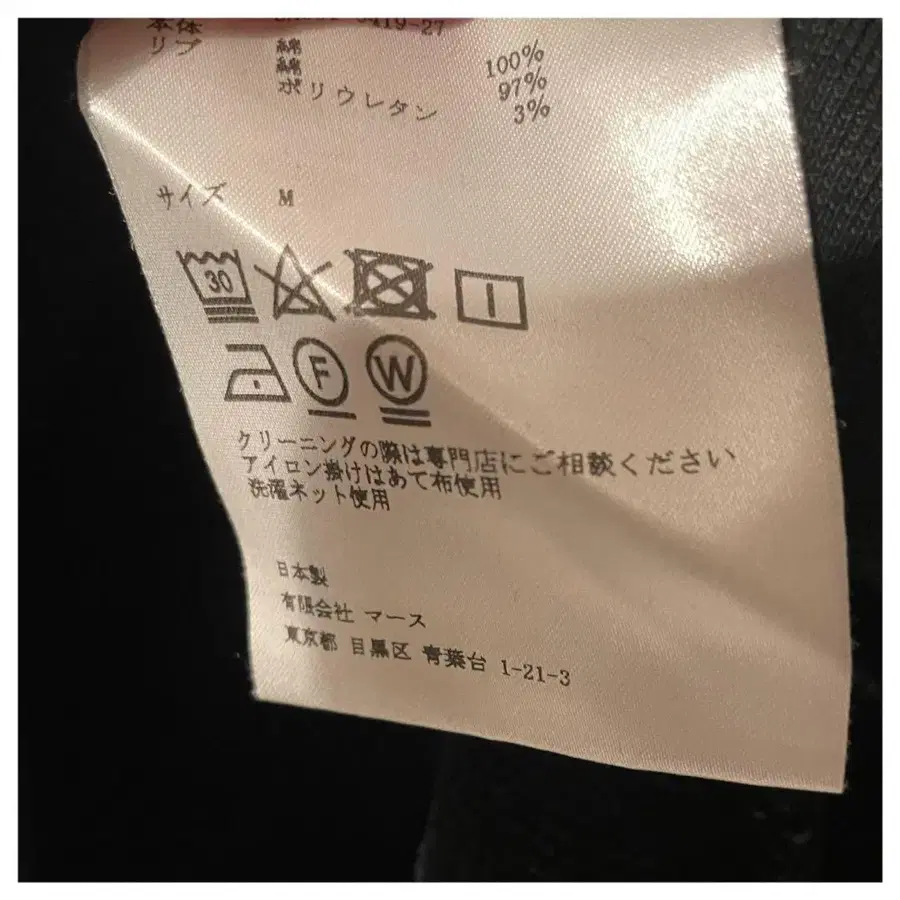 本体 綿 100%
リブ 綿 97%
ポリウレタン 3%
サイズ M
30
F W
クリーニングの際は専門店にご相談ください
アイロン掛けはあて布使用
洗濯ネット使用
日本製
有限会社 マース
東京都 目黒区 青葉台 1-21-3